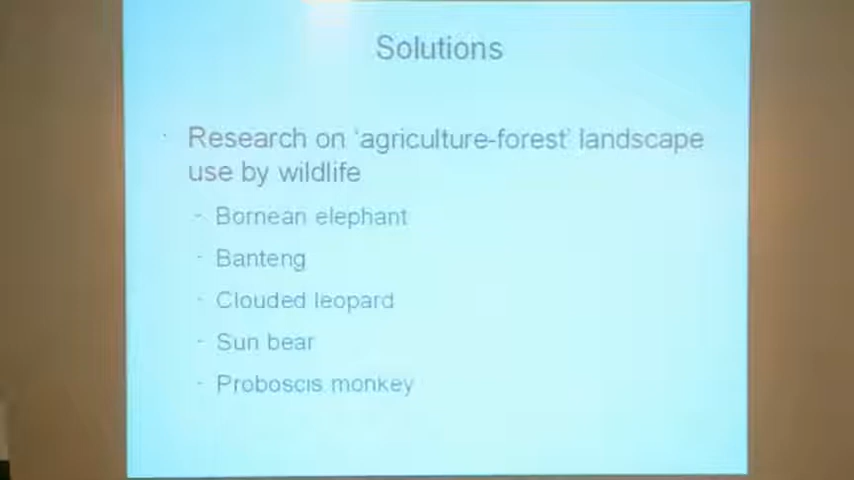 Solutions
· Research on 'agriculture-forest' landscape
use by wildlife
- Bornean elephant
- Banteng
- Clouded leopard
- Sun bear
- Proboscis monkey